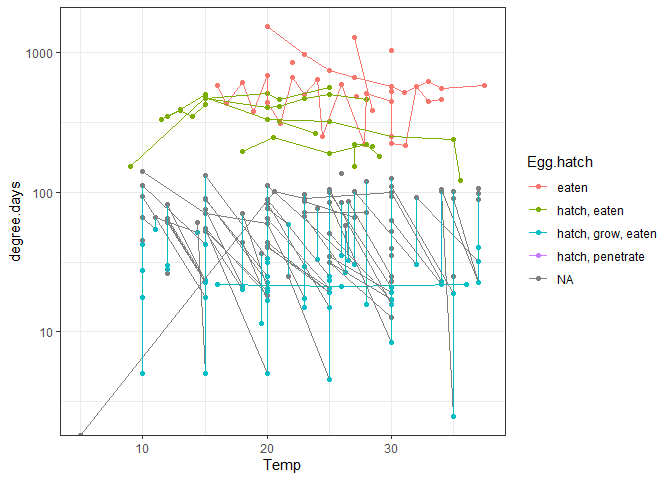 1000
100
10
degree.days
10
20
30
Temp
Egg.hatch
eaten
hatch, eaten
hatch, grow, eaten
hatch, penetrate
NA